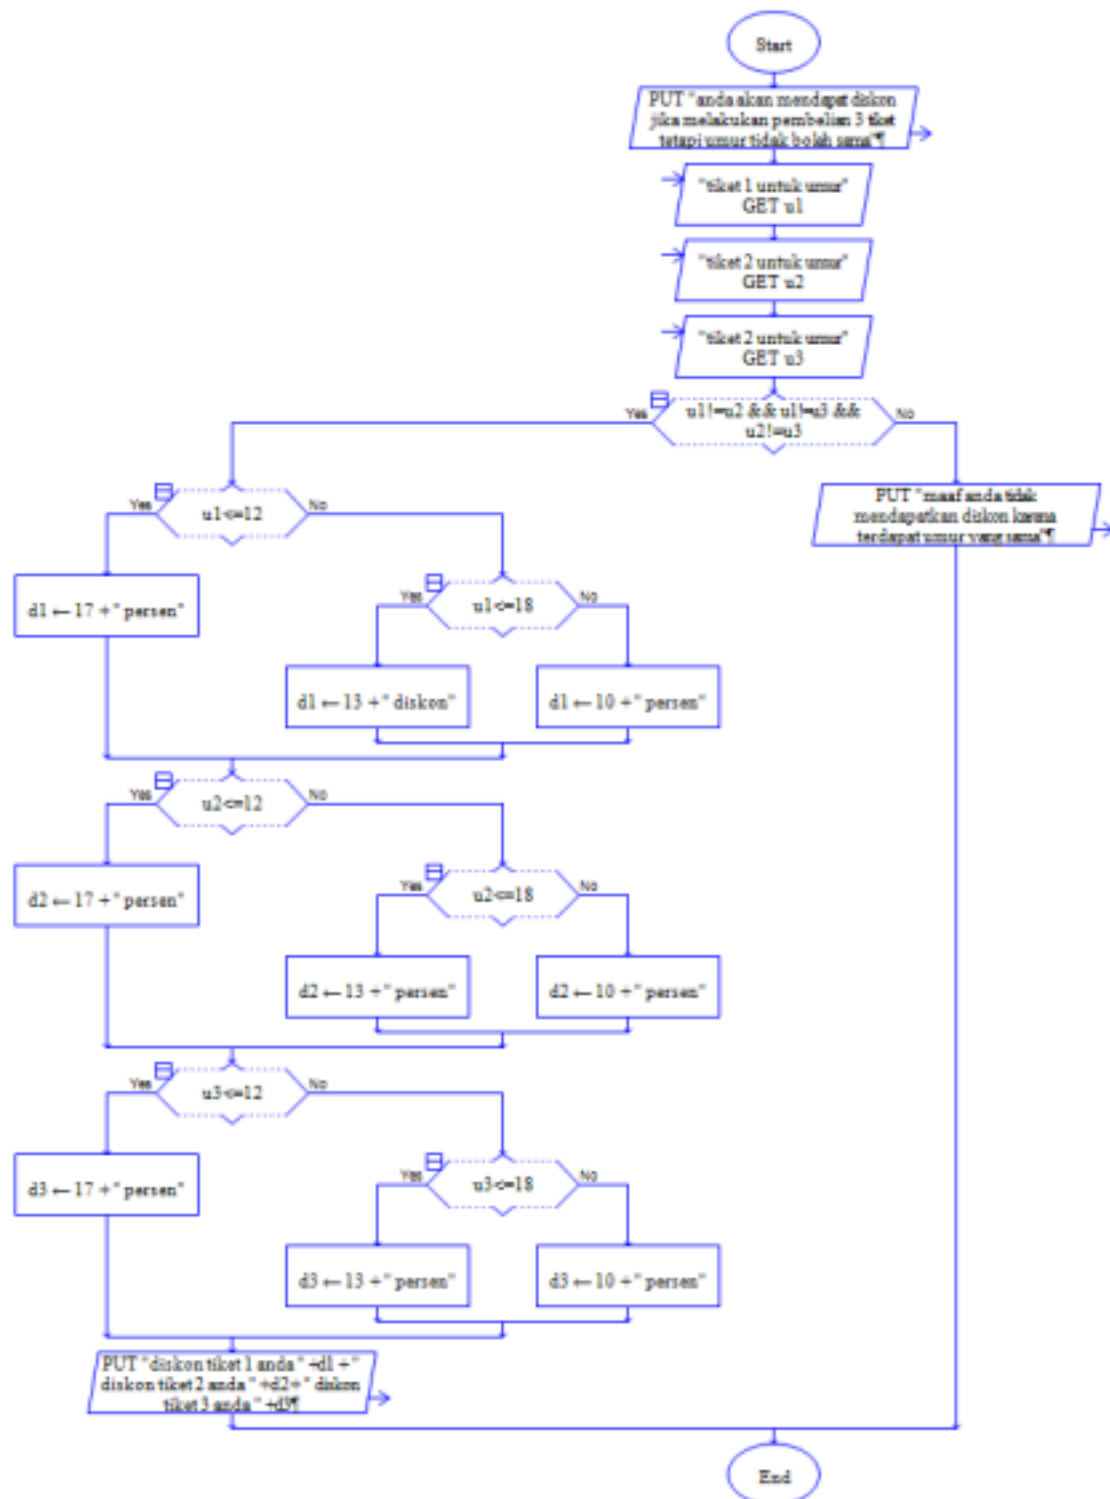 Start
PUT "anda akan mendapat diskon
jika melakukan pembelian 3 tiket
tetapi umur tidak boleh sama"¶
"tiket 1 untuk umur"
GET u1
"tiket 2 untuk umur"
GET u2
"tiket 2 untuk umur"
GET u3
Yes
u1!=u2 && u1!=u3 &&
u2!=u3
No
PUT "maaf anda tidak
mendapatkan diskon karena
terdapat umur yang sama"¶
Yes
u1<=12
No
d1 ← 17 +" persen"
Yes
u1<=18
No
d1 ← 13 +" diskon"
d1 ← 10 +" persen"
Yes
u2<=12
No
d2 ← 17 +" persen"
Yes
u2<=18
No
d2 ← 13 +" persen"
d2 ← 10 +" persen"
Yes
u3<=12
No
d3 ← 17 +" persen"
Yes
u3<=18
No
d3 ← 13 +" persen"
d3 ← 10 +" persen"
PUT "diskon tiket 1 anda " +d1 +"
diskon tiket 2 anda " +d2+" diskon
tiket 3 anda " +d3¶
End